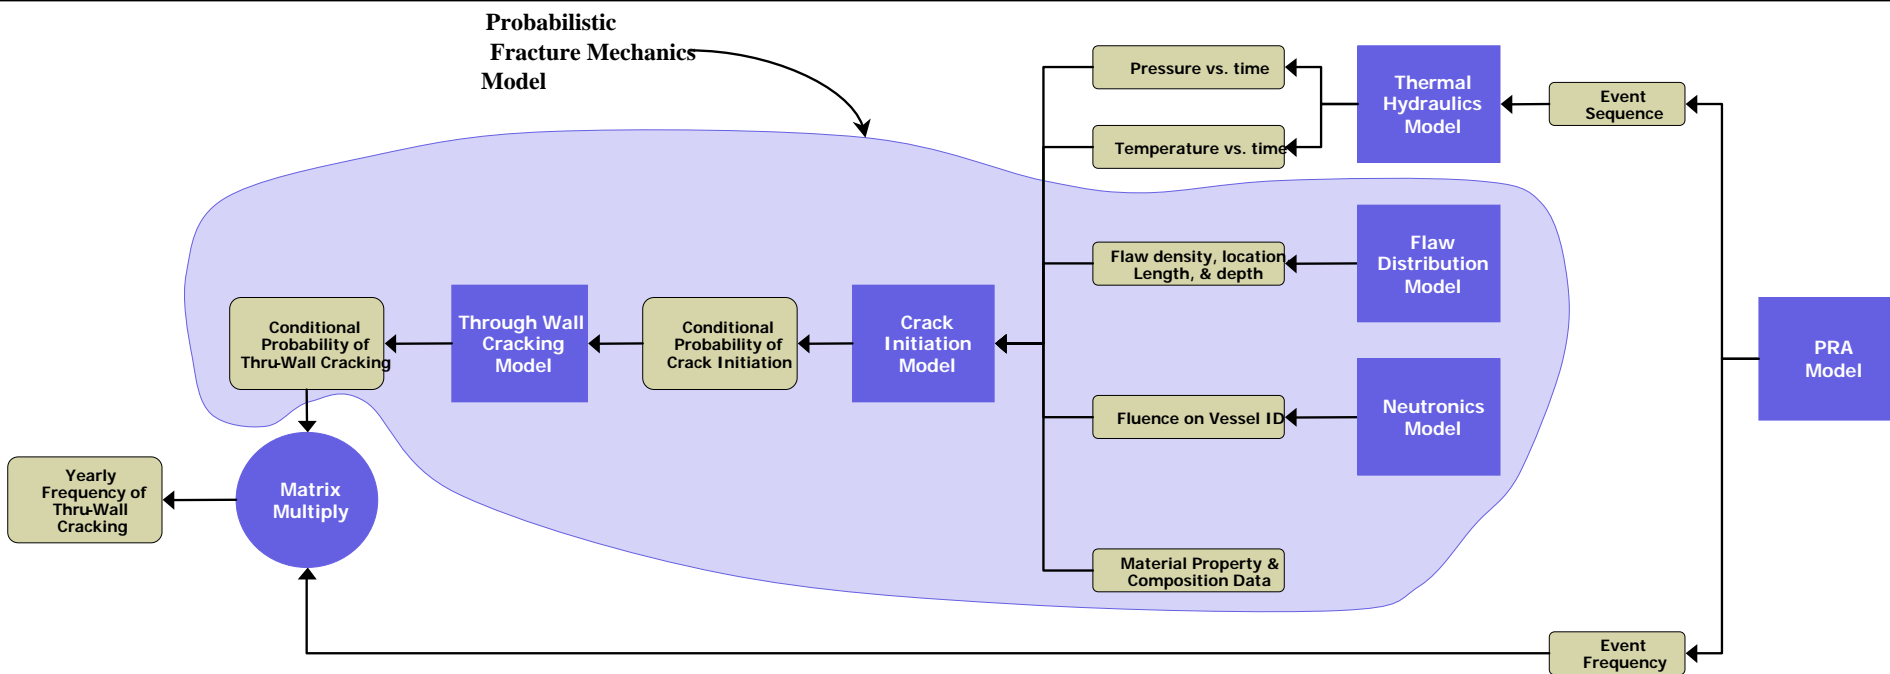 Probabilistic
Fracture Mechanics
Model
Pressure vs. time
Temperature vs. time
Thermal
Hydraulics
Model
Event
Sequence
Flaw density, location
Length, & depth
Flaw
Distribution
Model
Conditional
Probability of
Thru-Wall Cracking
Through Wall
Cracking
Model
Conditional
Probability of
Crack Initiation
Crack
Initiation
Model
PRA
Model
Fluence on Vessel ID
Neutronics
Model
Yearly
Frequency of
Thru-Wall
Cracking
Matrix
Multiply
Material Property &
Composition Data
Event
Frequency